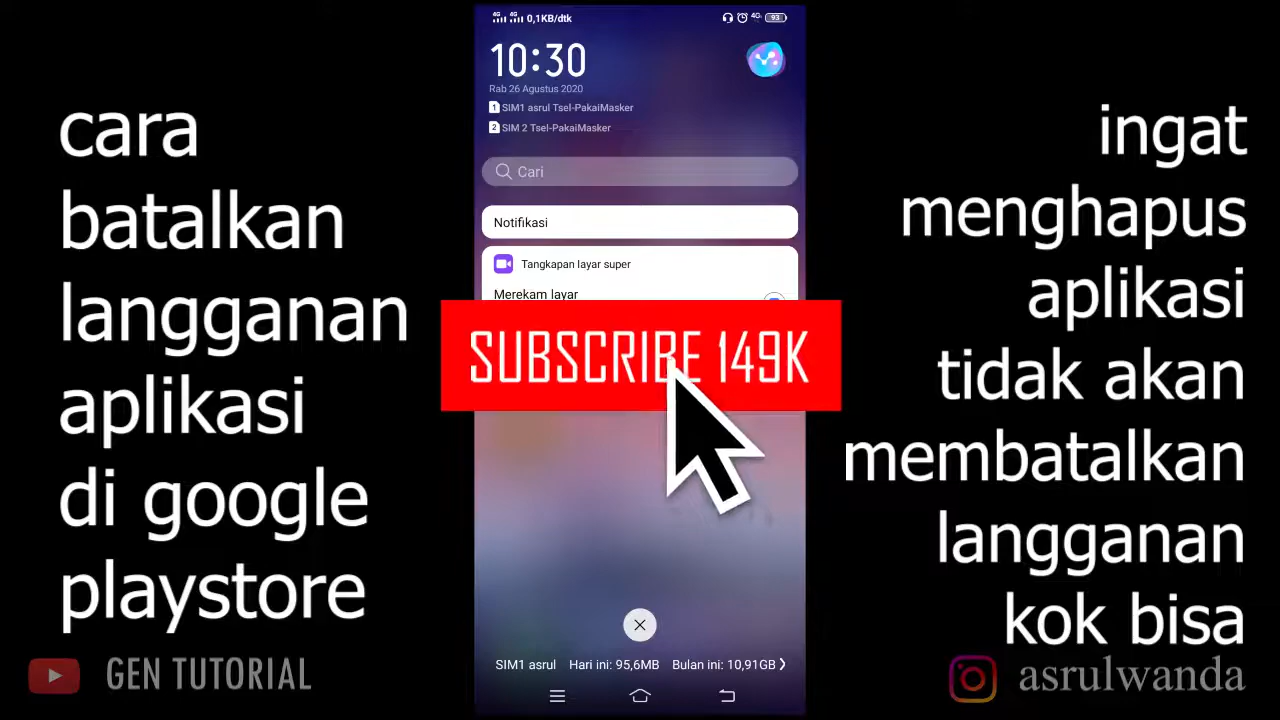 cara
batalkan
langganan
aplikasi
di google
playstore
GEN TUTORIAL
4G 4G 0,1KB/dtk
4G 93
10:30
Rab 26 Agustus 2020
1 SIM1 asrul Tsel-PakaiMasker
2 SIM 2 Tsel-PakaiMasker
Cari
Notifikasi
Tangkapan layar super
Merekam layar
SUBSCRIBE 149K
SIM1 asrul Hari ini: 95,6MB Bulan ini: 10,91GB
ingat
menghapus
aplikasi
tidak akan
membatalkan
langganan
kok bisa
asrulwanda